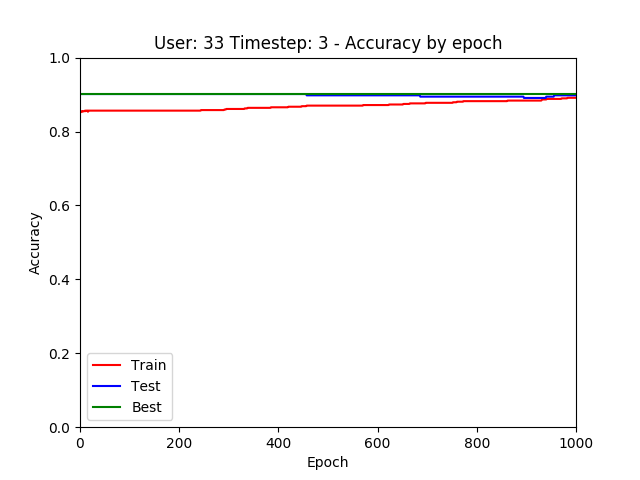 User: 33 Timestep: 3 - Accuracy by epoch
1.0
0.8
0.6
0.4
0.2
0.0
Accuracy
Train
Test
Best
0 200 400 600 800 1000
Epoch